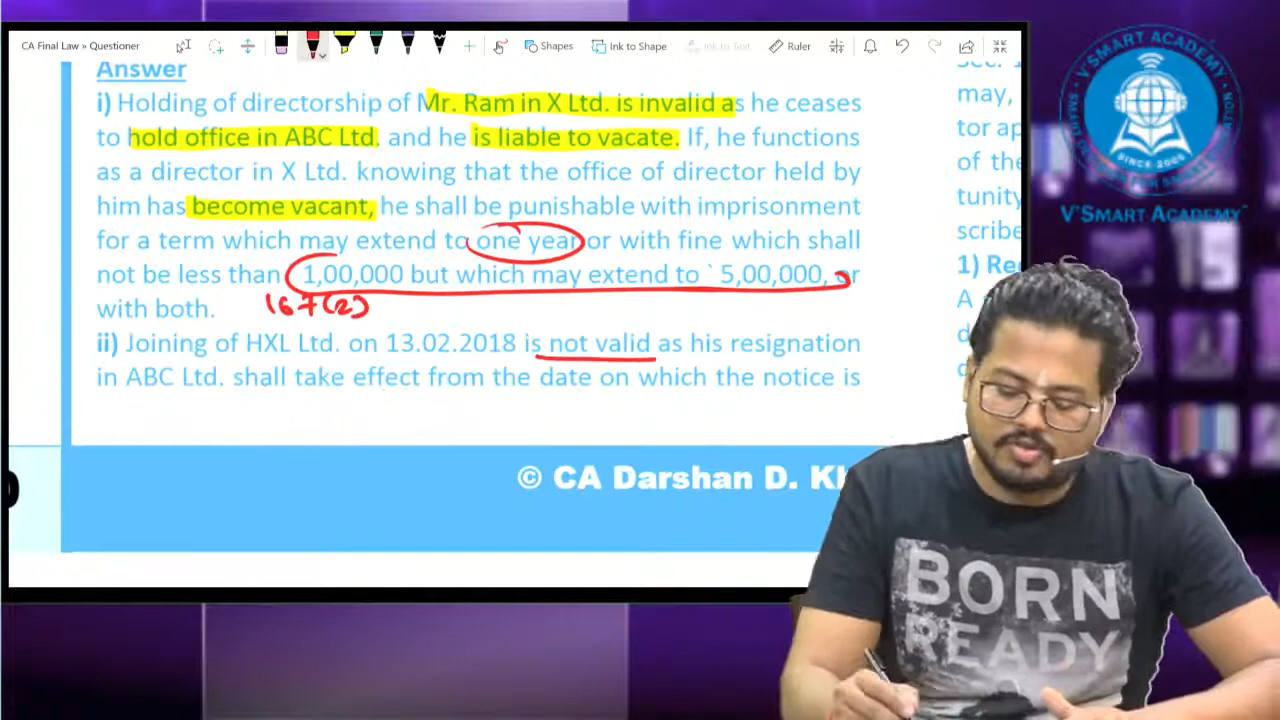 CA Final Law » Questioner
Shapes
Ink to Shape
Ink to Text
Ruler
Answer
i) Holding of directorship of Mr. Ram in X Ltd. is invalid as he ceases
to hold office in ABC Ltd. and he is liable to vacate. If, he functions
as a director in X Ltd. knowing that the office of director held by
him has become vacant, he shall be punishable with imprisonment
for a term which may extend to one year or with fine which shall
not be less than 1,00,000 but which may extend to ` 5,00,000, or
with both.
167(2)
ii) Joining of HXL Ltd. on 13.02.2018 is not valid as his resignation
in ABC Ltd. shall take effect from the date on which the notice is
© CA Darshan D.
may,
tor
of the
1)
A
V'SMART ACADEMY
SINCE 2006
V'SMART ACADEMY
BORN
READY